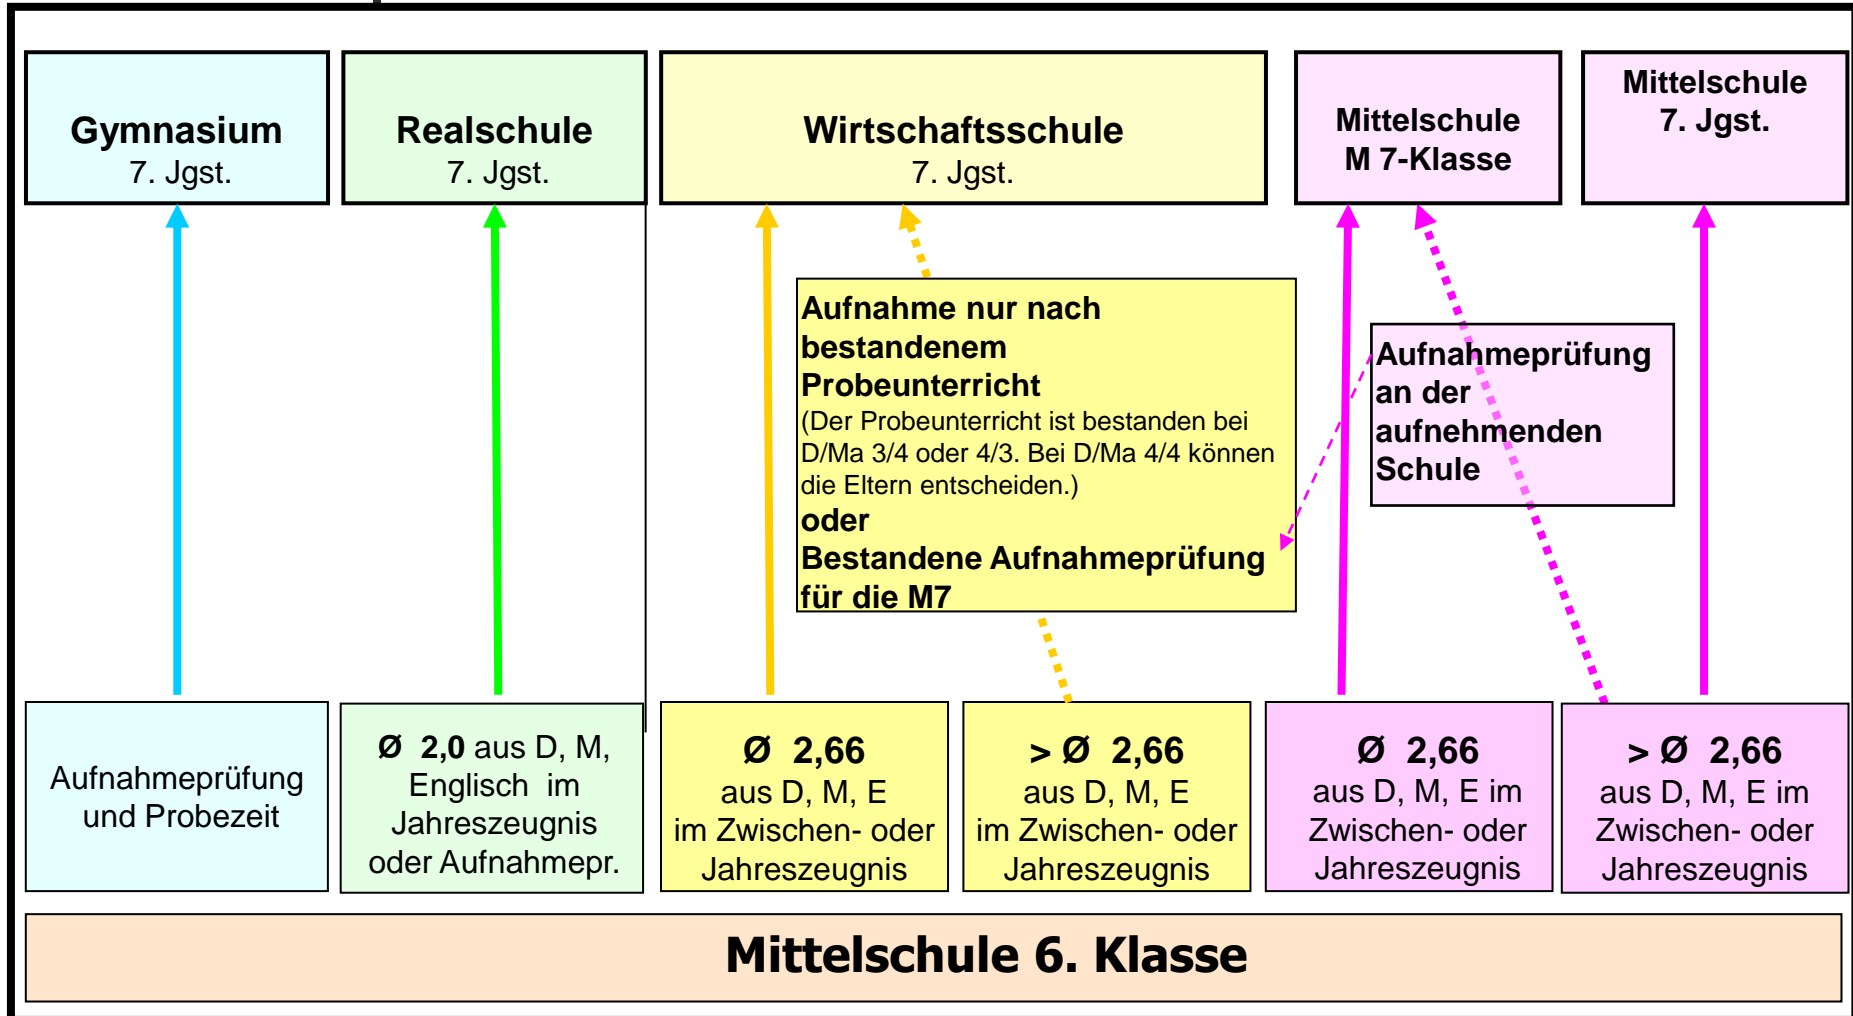 Gymnasium
7. Jgst.
Realschule
7. Jgst.
Wirtschaftsschule
7. Jgst.
Mittelschule
M 7-Klasse
Mittelschule
7. Jgst.
Aufnahme nur nach
bestandenem
Probeunterricht
(Der Probeunterricht ist bestanden bei
D/Ma 3/4 oder 4/3. Bei D/Ma 4/4 können
die Eltern entscheiden.)
oder
Bestandene Aufnahmeprüfung
für die M7
Aufnahmeprüfung
an der
aufnehmenden
Schule
Aufnahmeprüfung
und Probezeit
Ø 2,0 aus D, M,
Englisch im
Jahreszeugnis
oder Aufnahmepr.
Ø 2,66
aus D, M, E
im Zwischen- oder
Jahreszeugnis
> Ø 2,66
aus D, M, E
im Zwischen- oder
Jahreszeugnis
Ø 2,66
aus D, M, E im
Zwischen- oder
Jahreszeugnis
> Ø 2,66
aus D, M, E im
Zwischen- oder
Jahreszeugnis
Mittelschule 6. Klasse